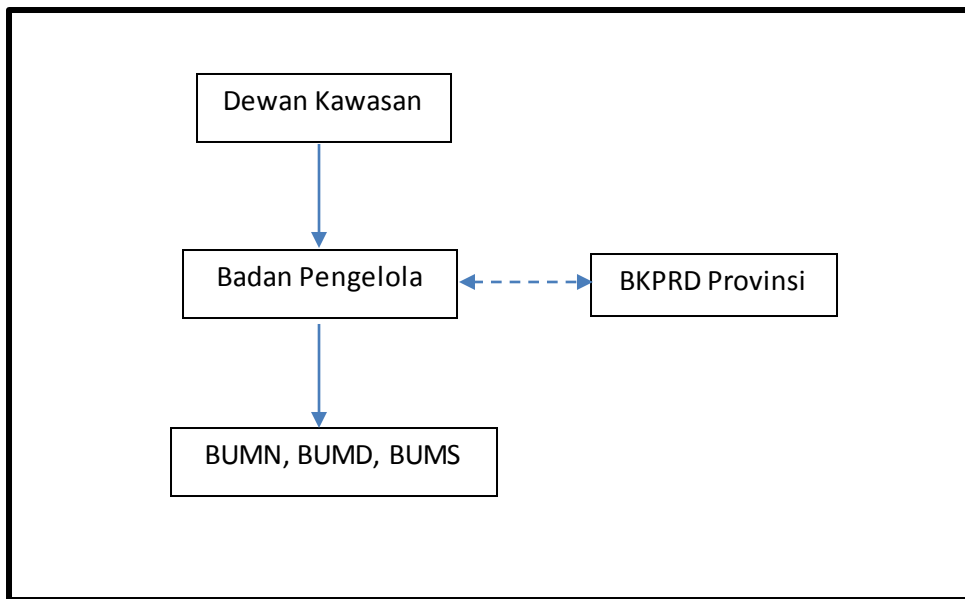 Dewan Kawasan
Badan Pengelola
BKPRD Provinsi
BUMN, BUMD, BUMS